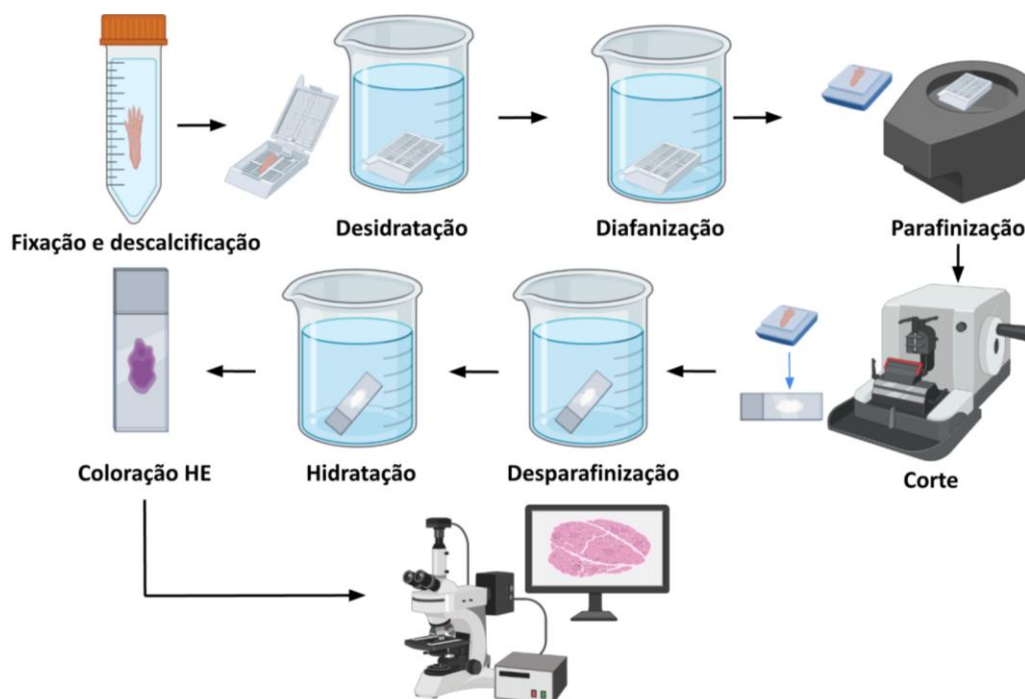 Fixação e descalcificação
Desidratação
Diafanização
Parafinização
Corte
Desparafinização
Hidratação
Coloração HE